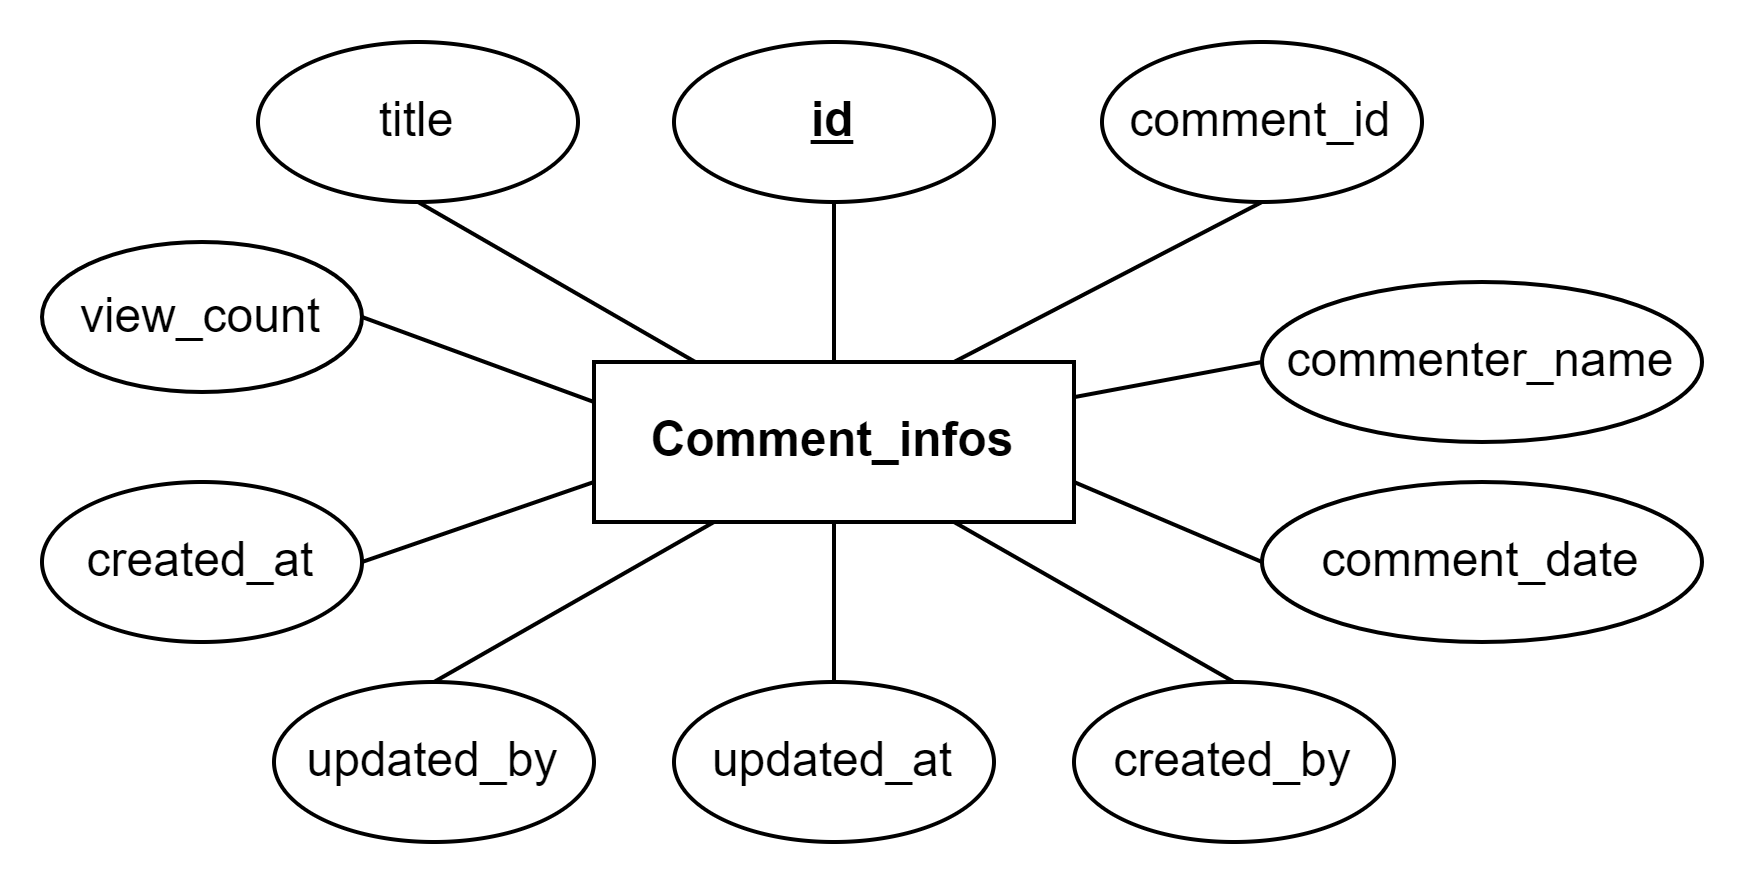 title
id
comment_id
view_count
commenter_name
Comment_infos
created_at
comment_date
updated_by
updated_at
created_by